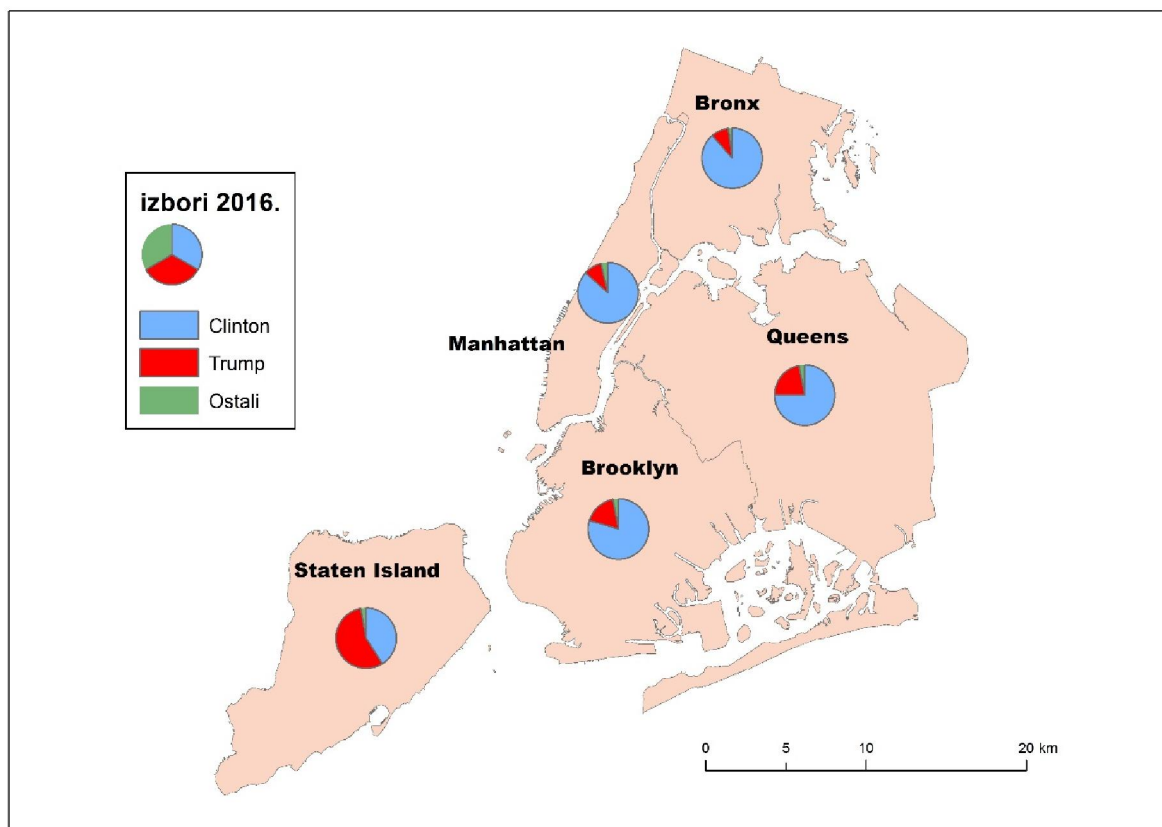 izbori 2016.
Clinton
Trump
Ostali
Bronx
Manhattan
Queens
Brooklyn
Staten Island
0 5 10 20 km